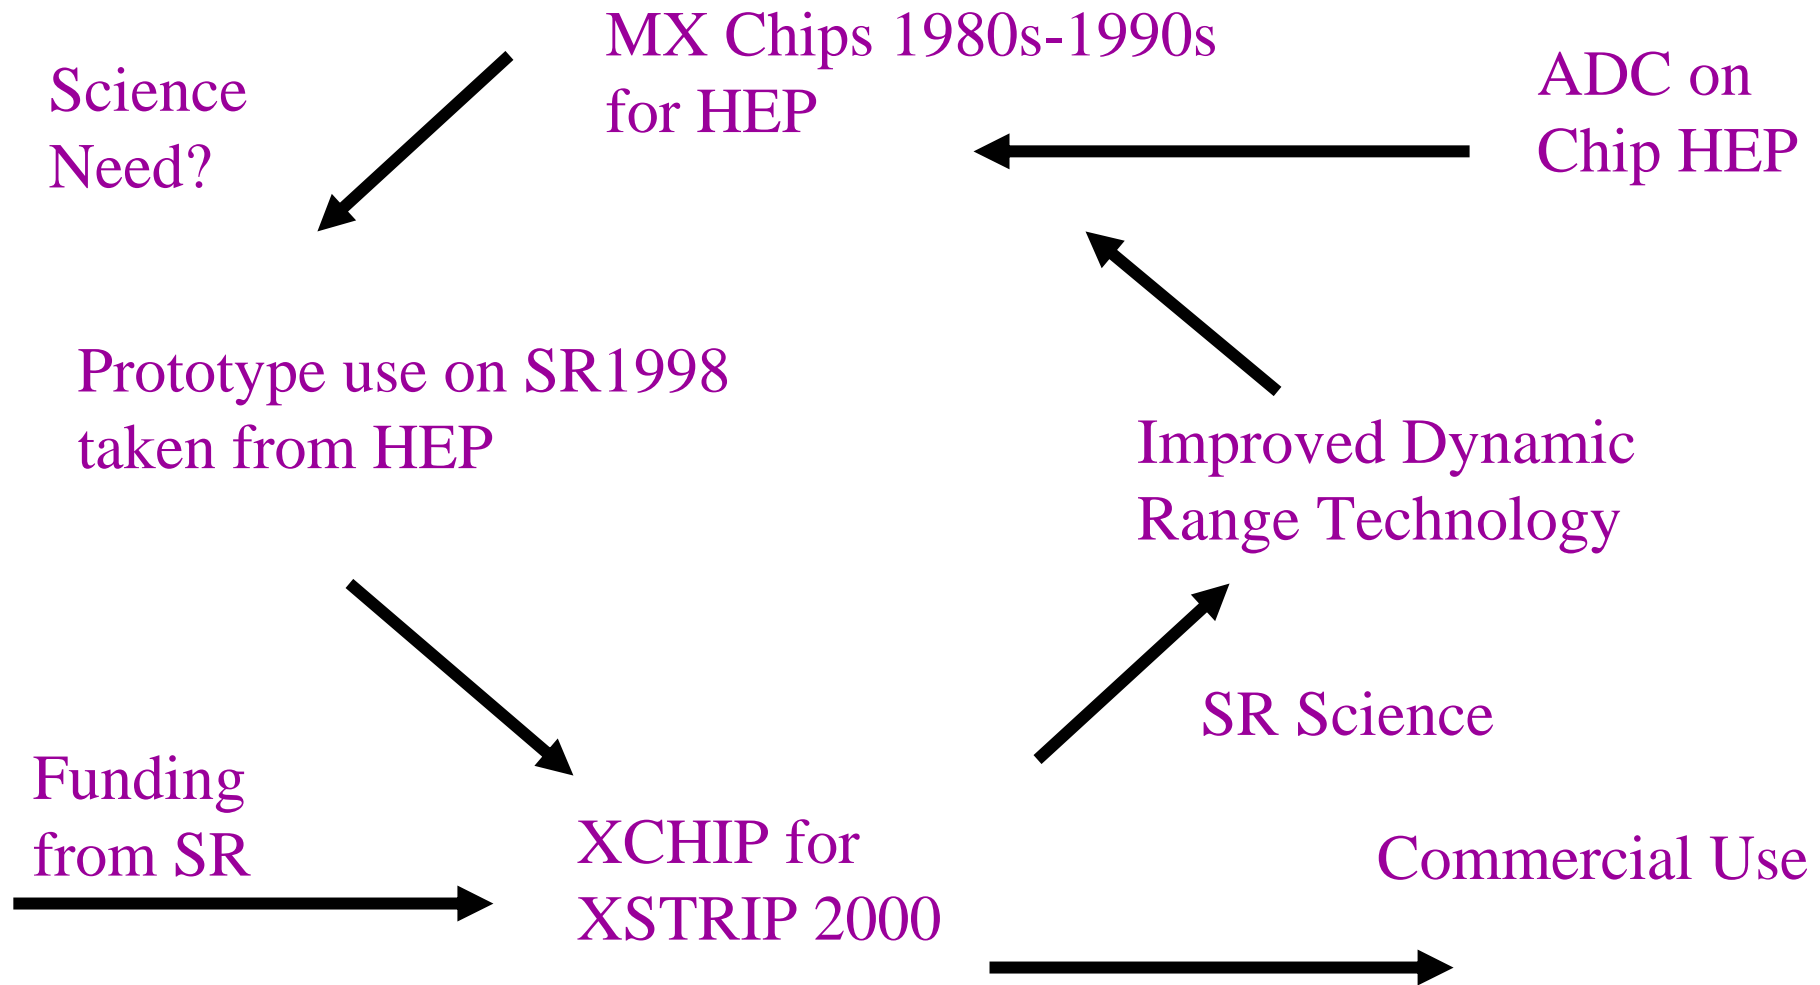 MX Chips 1980s-1990s
for HEP
Science
Need?
ADC on
Chip HEP
Prototype use on SR1998
taken from HEP
Improved Dynamic
Range Technology
SR Science
Funding
from SR
XCHIP for
XSTRIP 2000
Commercial Use